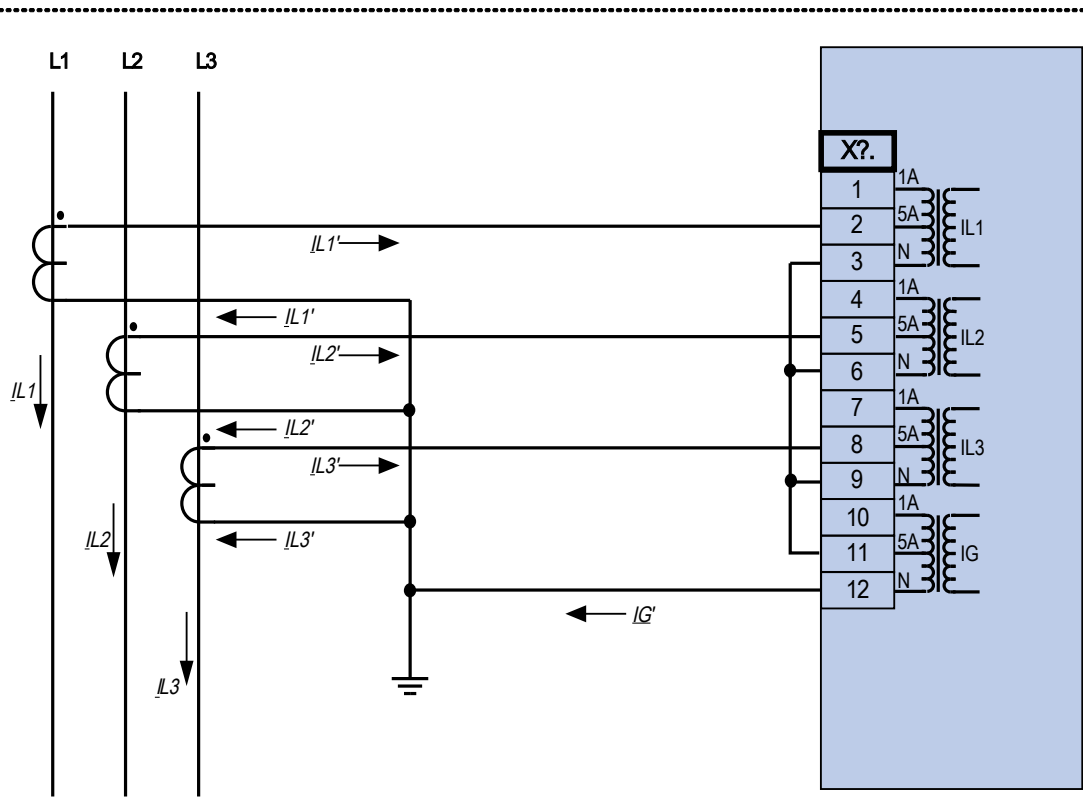 L1 L2 L3
X?.
1 1A
2 5A IL1
3 N
4 1A
5 5A IL2
6 N
7 1A
8 5A IL3
9 N
10 1A
11 5A IG
12 N
IL1'
IL1'
IL2'
IL1
IL2'
IL3'
IL2
IL3'
IG'
IL3